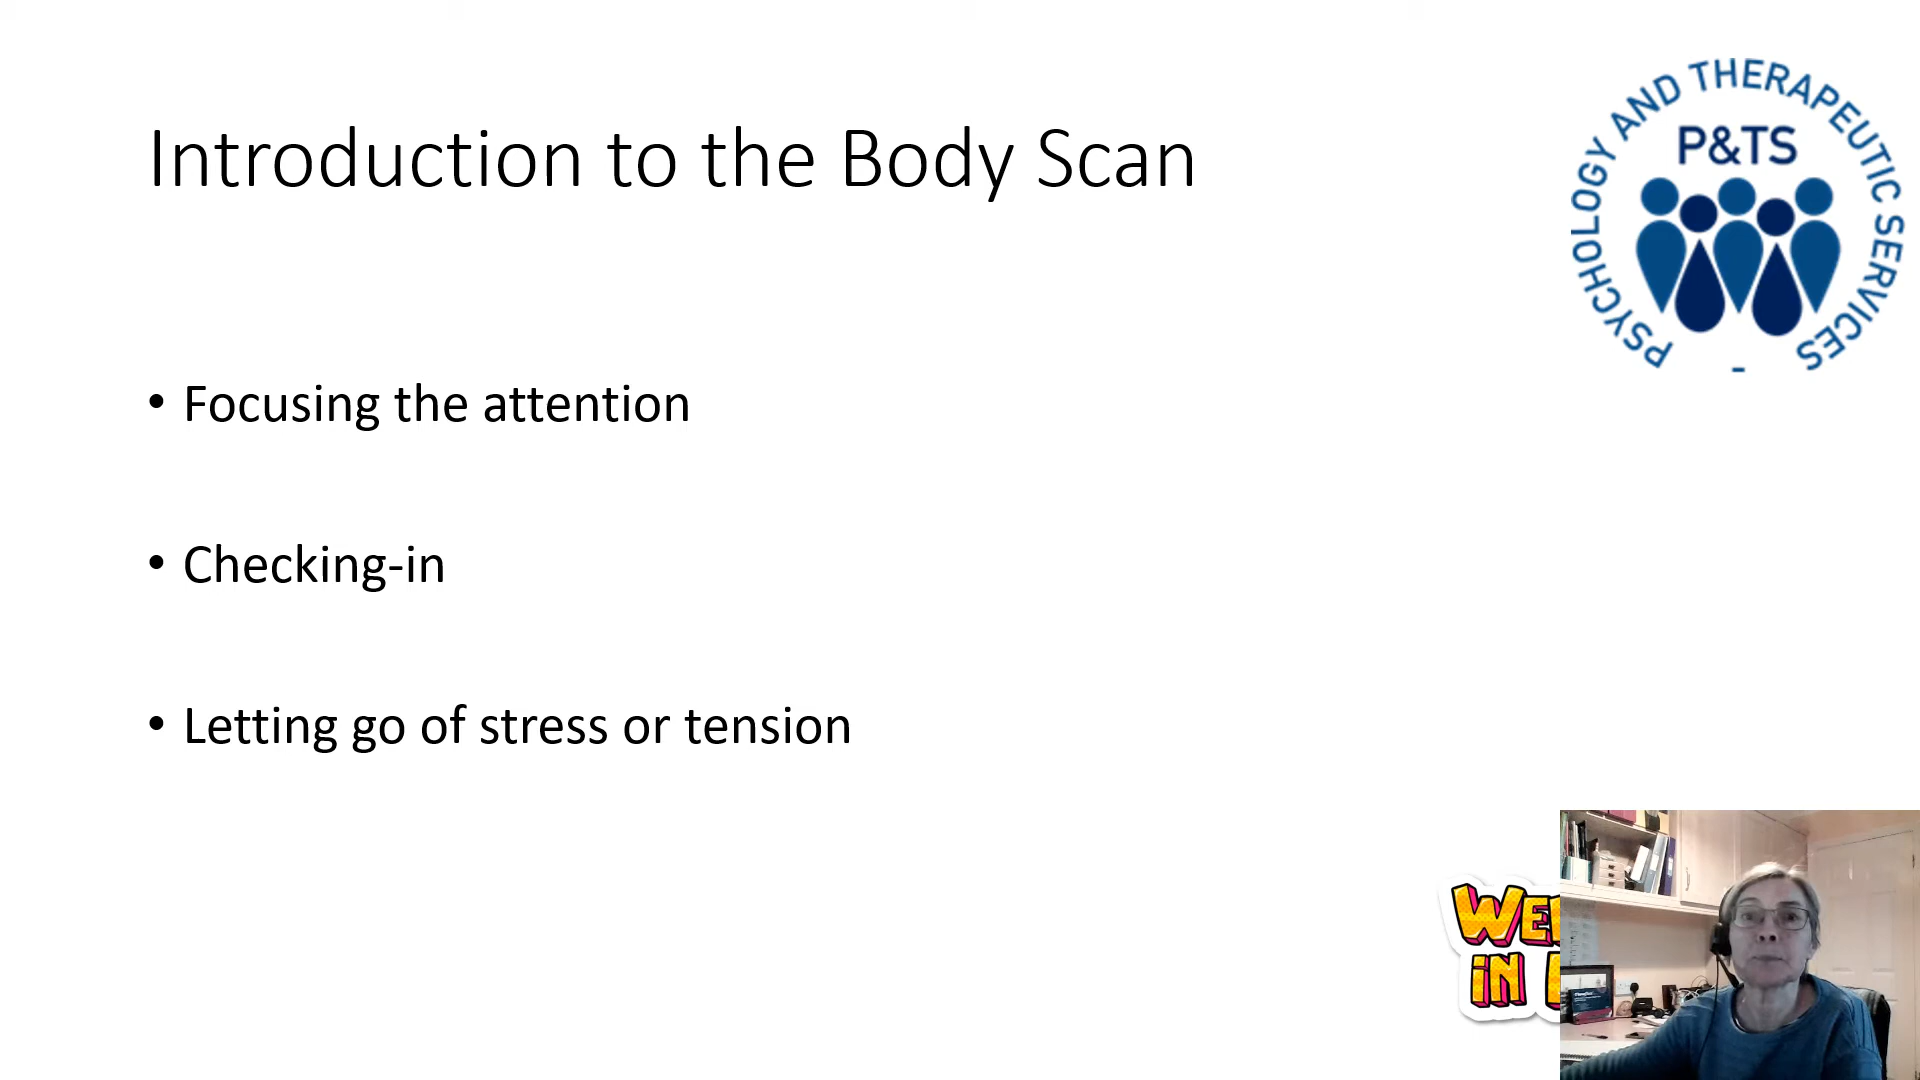 Introduction to the Body Scan
PSYCHOLOGY AND THERAPEUTIC SERVICES
P&TS
• Focusing the attention
• Checking-in
• Letting go of stress or tension
iN